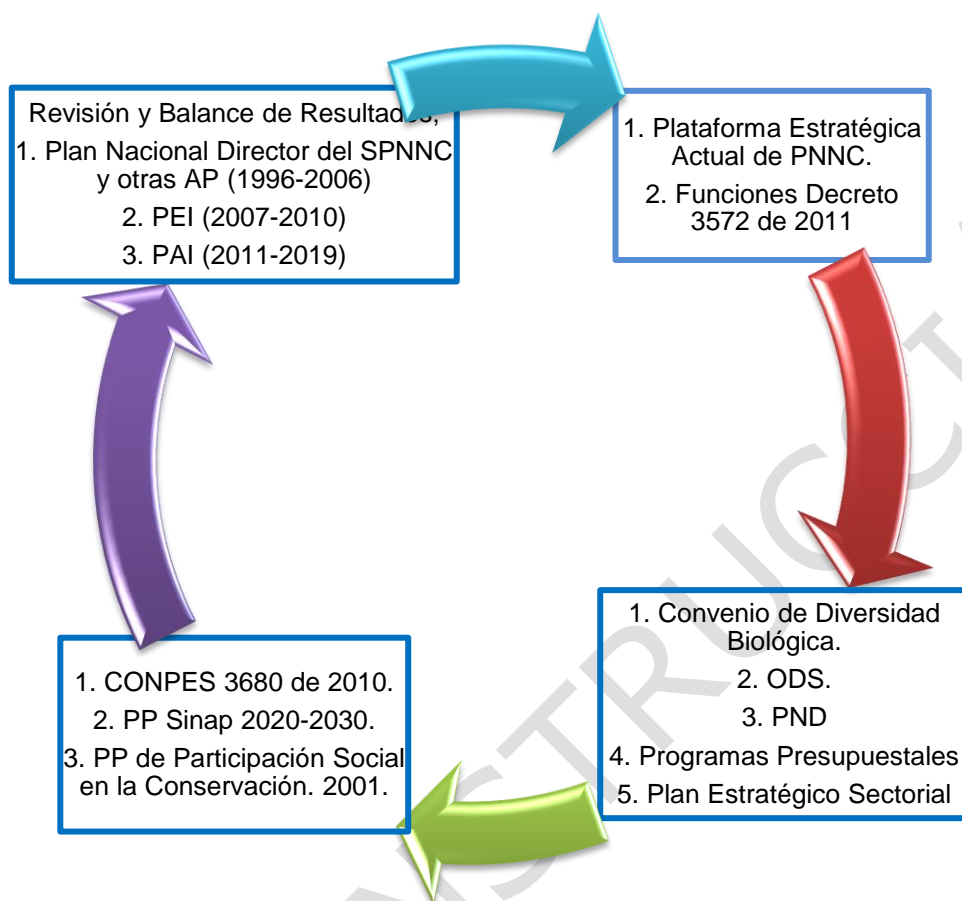 Revisión y Balance de Resultados;
1. Plan Nacional Director del SPNNC
y otras AP (1996-2006)
2. PEI (2007-2010)
3. PAI (2011-2019)
1. Plataforma Estratégica
Actual de PNNC.
2. Funciones Decreto
3572 de 2011
1. Convenio de Diversidad
Biológica.
2. ODS.
3. PND
4. Programas Presupuestales
5. Plan Estratégico Sectorial
1. CONPES 3680 de 2010.
2. PP Sinap 2020-2030.
3. PP de Participación Social
en la Conservación. 2001.
NSTRUCCI